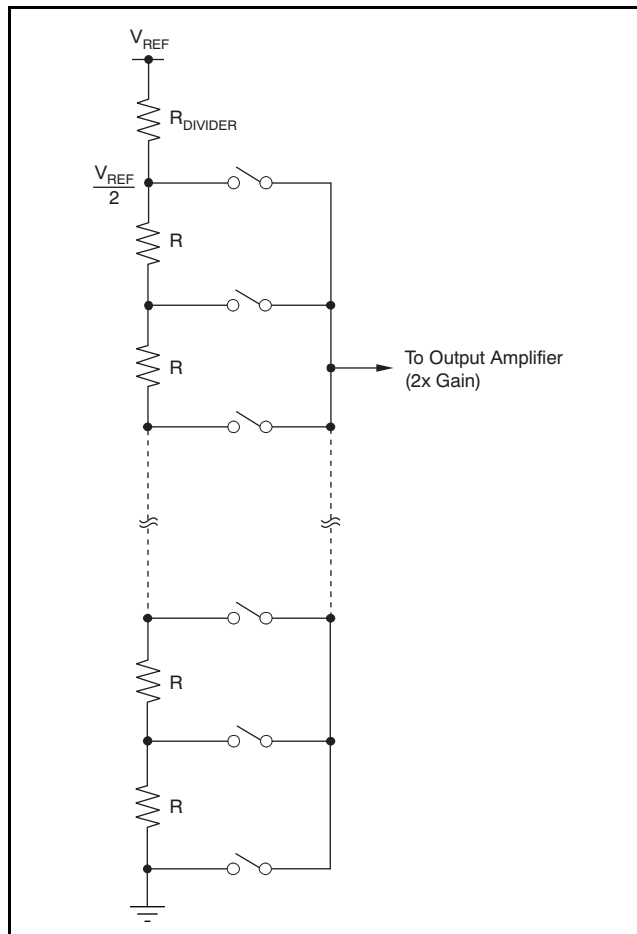 V_REF
R_DIVIDER
V_REF
2
R
R
To Output Amplifier
(2x Gain)
R
R